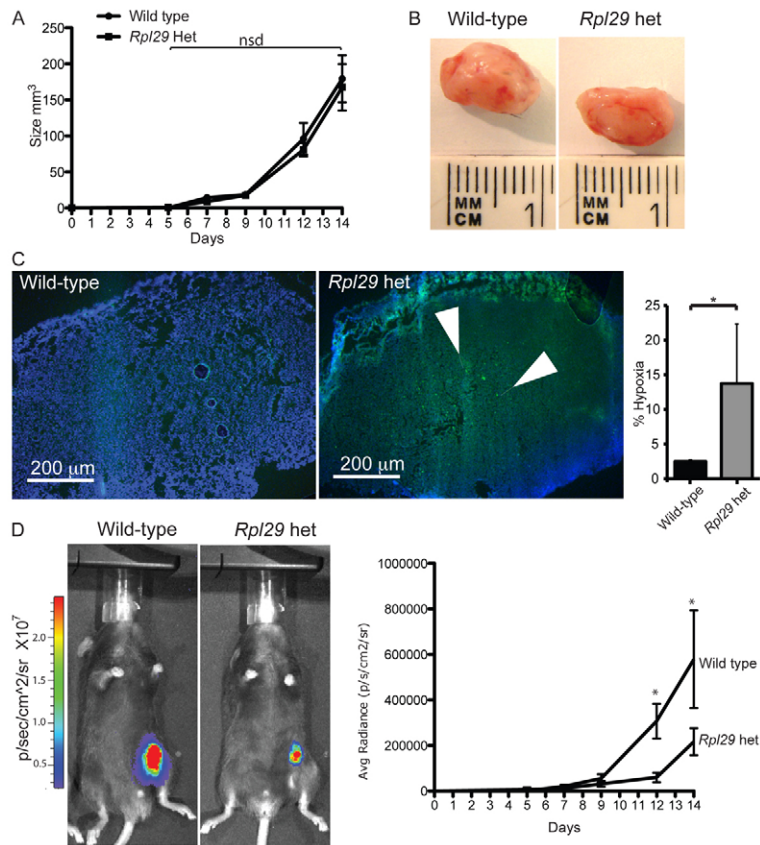 A
Wild type
Rpl29 Het
nsd
Size mm³
200
150
100
50
0
0 1 2 3 4 5 6 7 8 9 10 11 12 13 14
Days
B
Wild-type
Rpl29 het
MM
CM
1
MM
CM
1
C
Wild-type
200 µm
Rpl29 het
200 µm
% Hypoxia
25
20
15
10
5
0
*
Wild-type
Rpl29 het
D
Wild-type
Rpl29 het
p/sec/cm^2/sr X10⁷
2.0
1.5
1.0
0.5
Avg Radiance (p/s/cm2/sr)
1000000
800000
600000
400000
200000
0
0 1 2 3 4 5 6 7 8 9 10 11 12 13 14
Days
*
*
Wild type
Rpl29 het